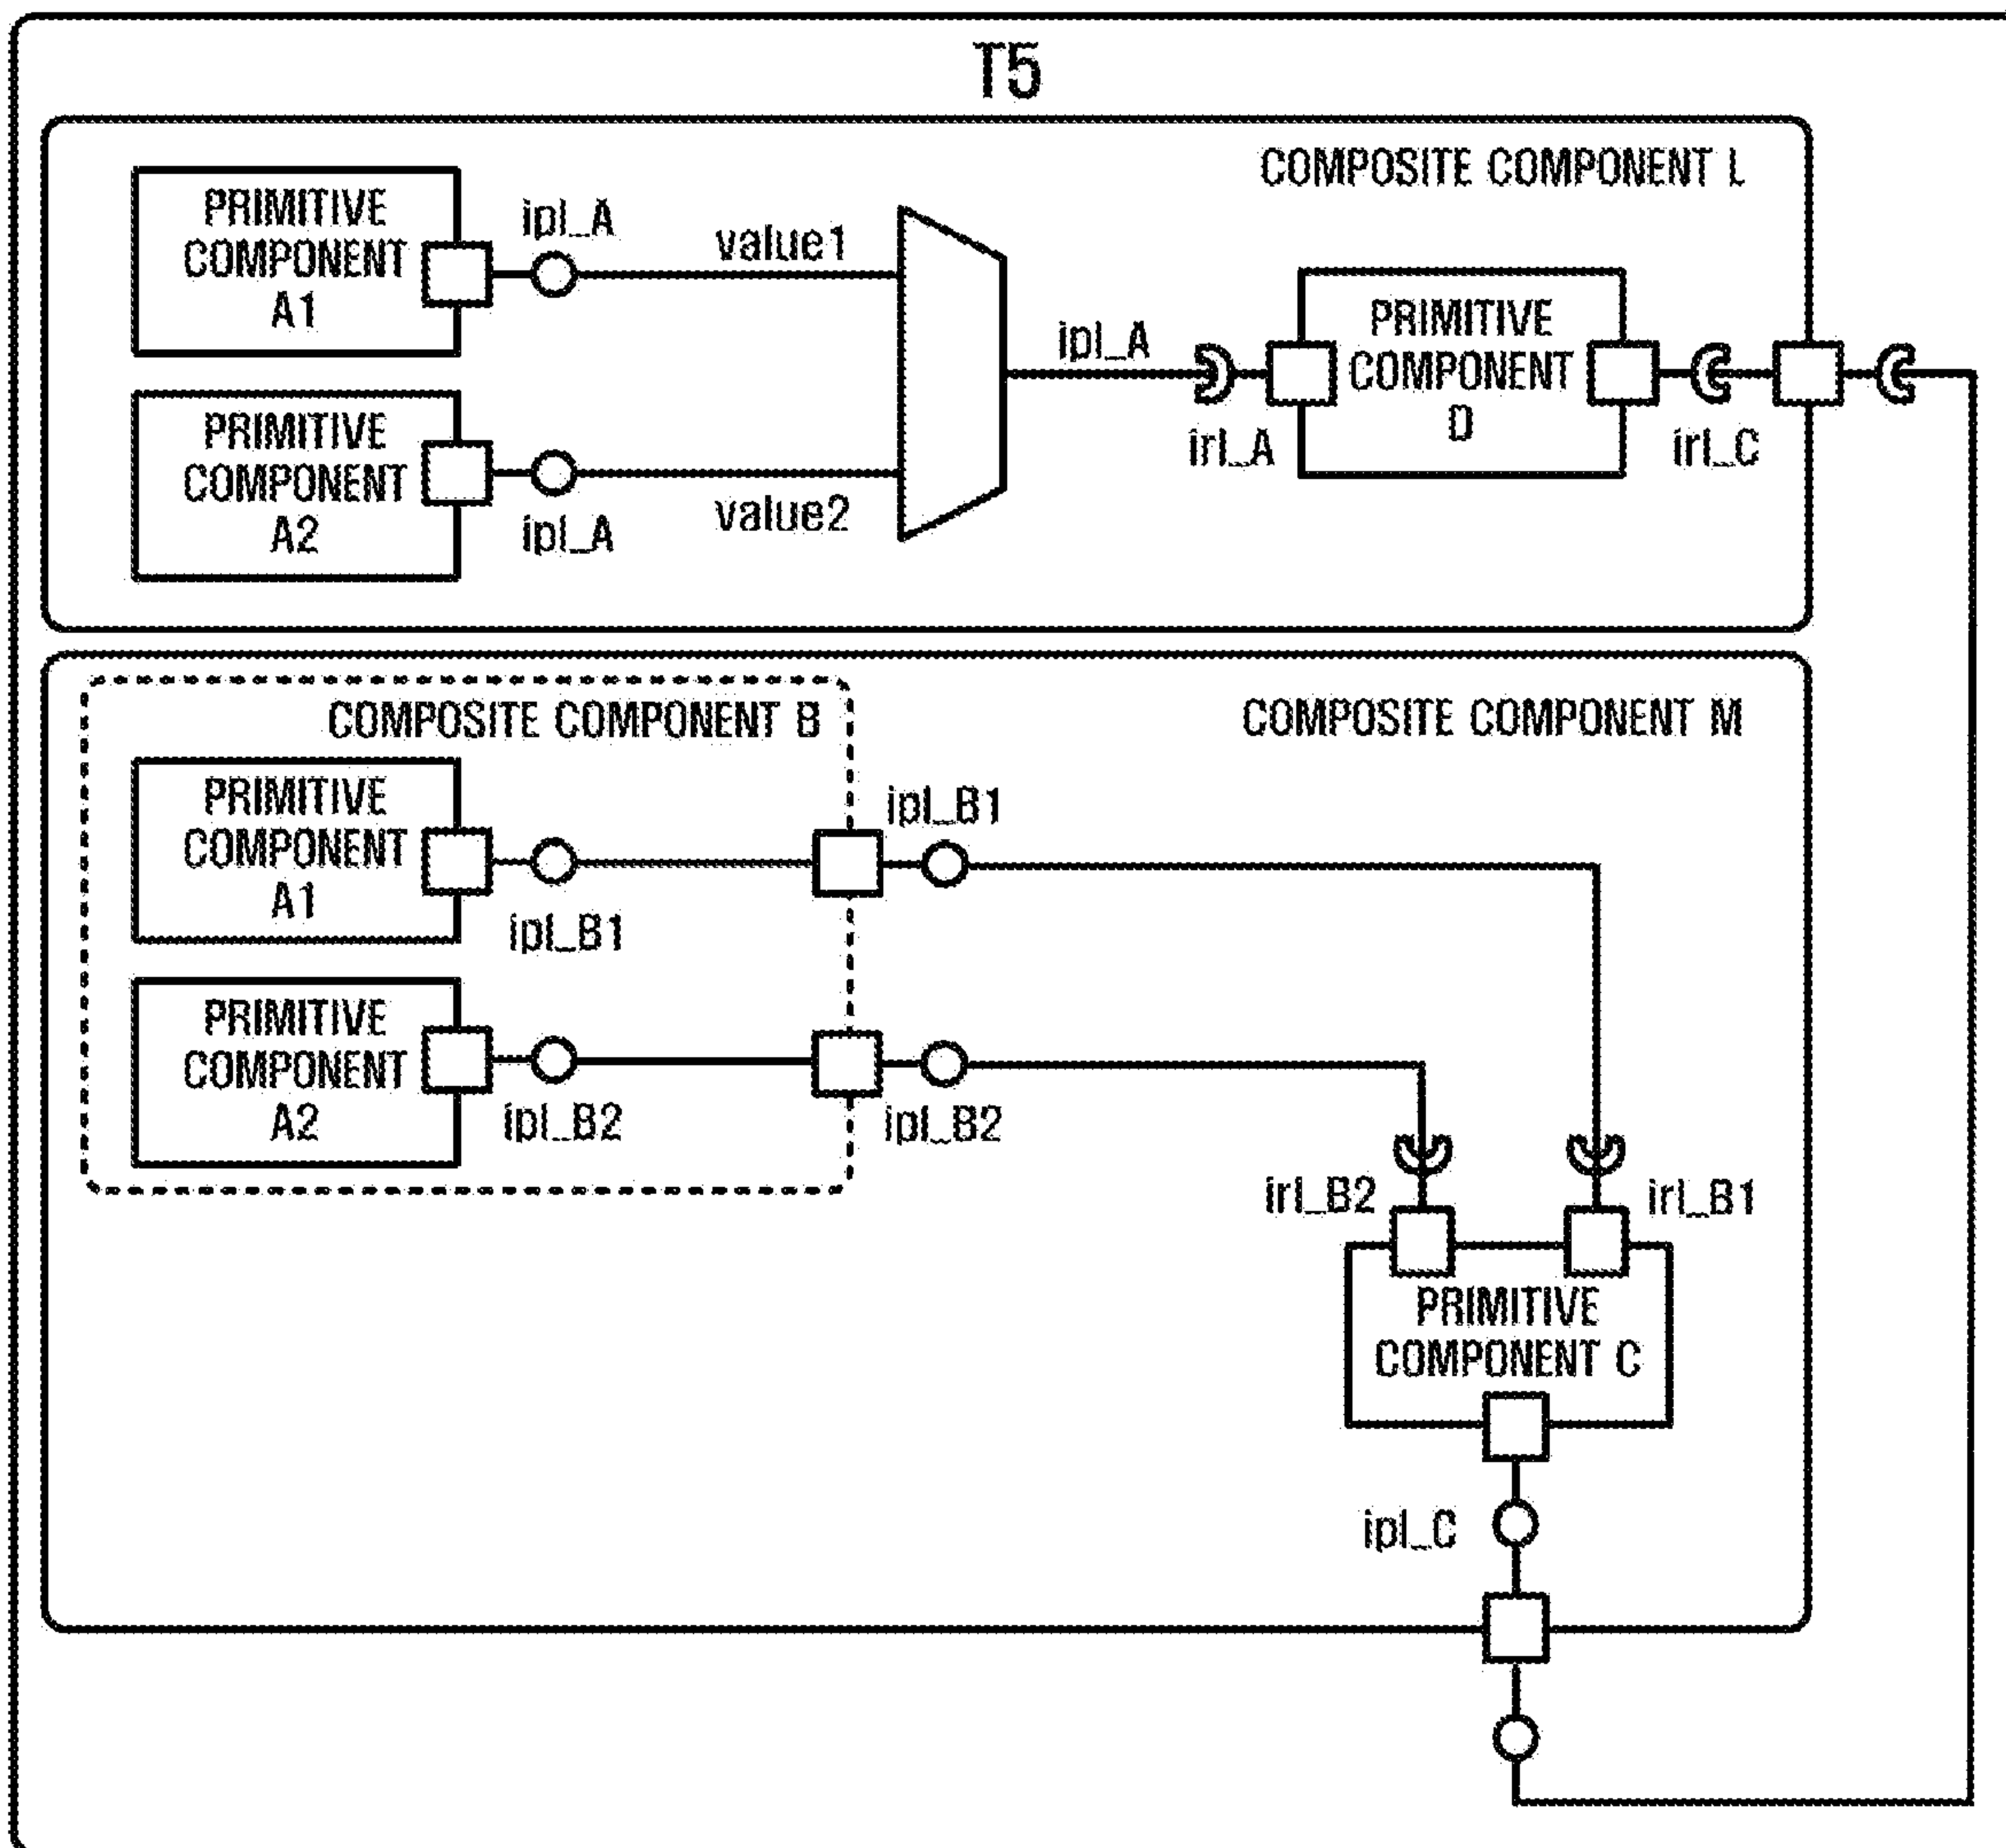 T5
COMPOSITE COMPONENT L
PRIMITIVE
COMPONENT
A1
ipl_A
value1
PRIMITIVE
COMPONENT
A2
ipl_A
value2
ipl_A
irl_A
PRIMITIVE
COMPONENT
D
irl_C
COMPOSITE COMPONENT B
COMPOSITE COMPONENT M
PRIMITIVE
COMPONENT
A1
ipl_B1
ipl_B1
PRIMITIVE
COMPONENT
A2
ipl_B2
ipl_B2
irl_B2
irl_B1
PRIMITIVE
COMPONENT C
ipl_C